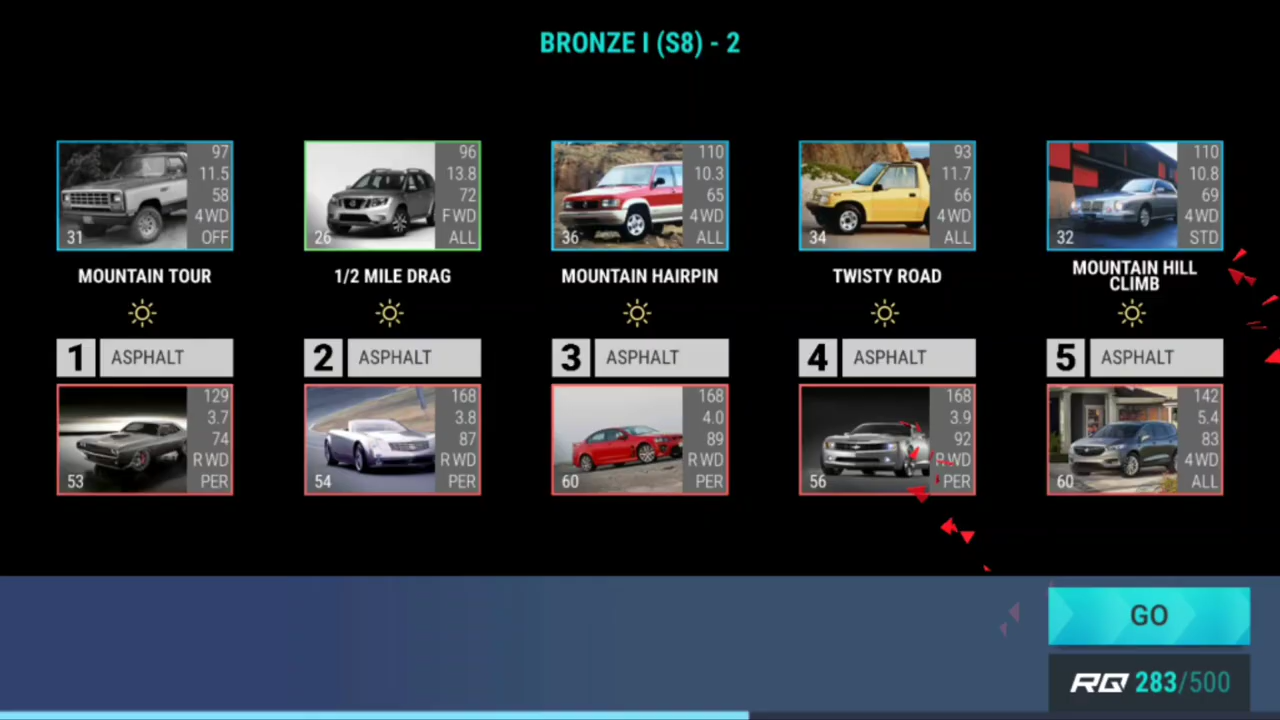 BRONZE I (S8) - 2
97
11.5
58
4WD
31 OFF
96
13.8
72
FWD
26 ALL
110
10.3
65
4WD
36 ALL
93
11.7
66
4WD
34 ALL
110
10.8
69
4WD
32 STD
MOUNTAIN TOUR
1/2 MILE DRAG
MOUNTAIN HAIRPIN
TWISTY ROAD
MOUNTAIN HILL
CLIMB
1 ASPHALT
2 ASPHALT
3 ASPHALT
4 ASPHALT
5 ASPHALT
129
3.7
74
RWD
53 PER
168
3.8
87
RWD
54 PER
168
4.0
89
RWD
60 PER
168
3.9
92
RWD
56 PER
142
5.4
83
4WD
60 ALL
GO
RQ 283/500